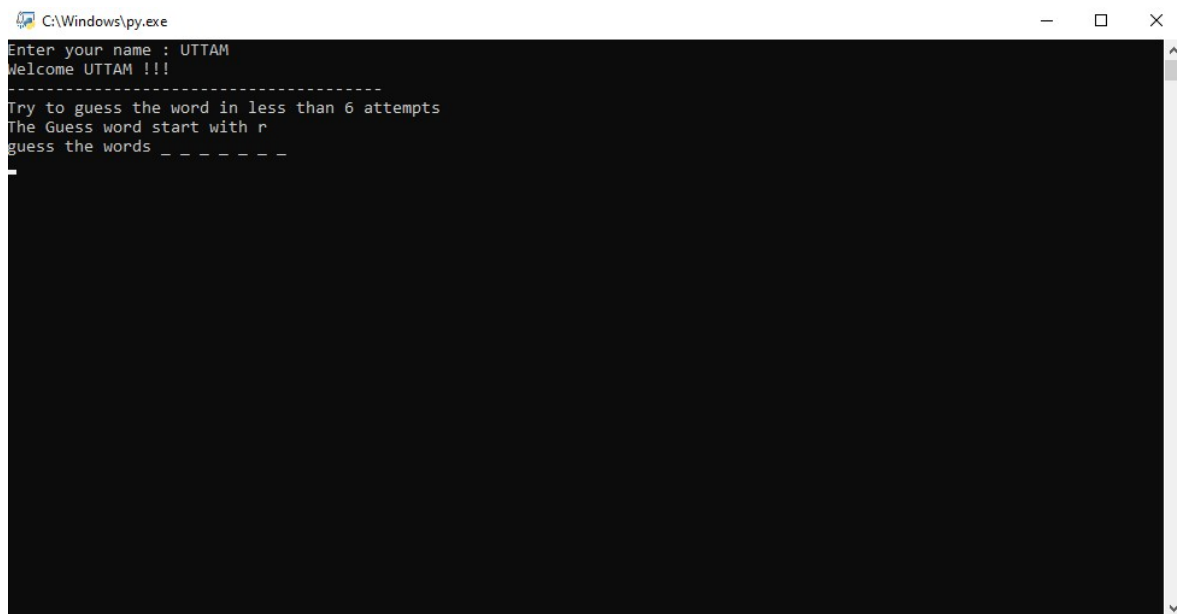 C:\Windows\py.exe
Enter your name : UTTAM
Welcome UTTAM !!!
---------------------------------------
Try to guess the word in less than 6 attempts
The Guess word start with r
guess the words _ _ _ _ _ _ _